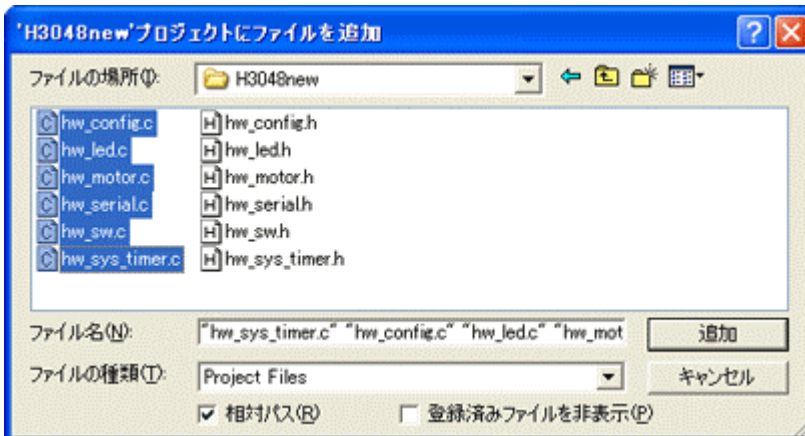 'H3048new'プロジェクトにファイルを追加
ファイルの場所(I):
H3048new
hw_config.c
hw_led.c
hw_motor.c
hw_serial.c
hw_sw.c
hw_sys_timer.c
hw_config.h
hw_led.h
hw_motor.h
hw_serial.h
hw_sw.h
hw_sys_timer.h
ファイル名(N):
"hw_sys_timer.c" "hw_config.c" "hw_led.c" "hw_mot
追加
ファイルの種類(T):
Project Files
キャンセル
相対パス(R)
登録済みファイルを非表示(P)